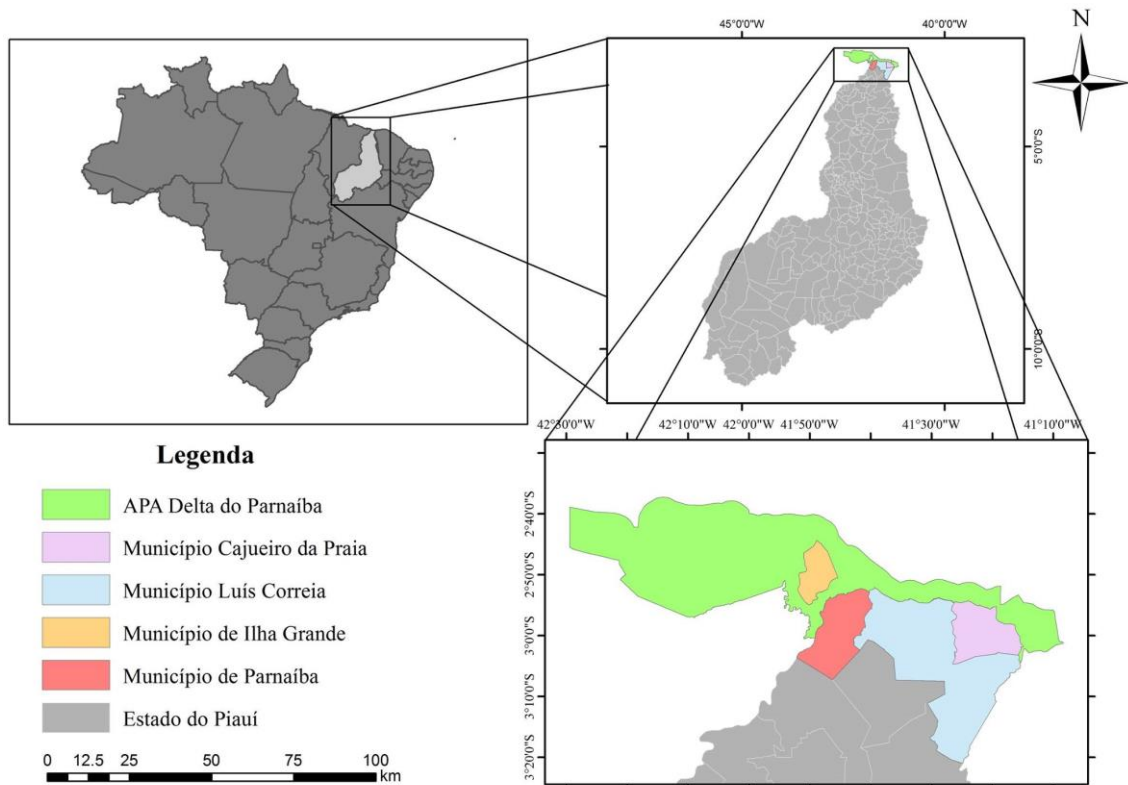 N
45°0'0"W
40°0'0"W
5°0'0"S
10°0'0"S
42°30'0"W
42°10'0"W
42°0'0"W
41°50'0"W
41°30'0"W
41°10'0"W
2°40'0"S
2°50'0"S
3°0'0"S
3°10'0"S
3°20'0"S
Legenda
APA Delta do Parnaíba
Município Cajueiro da Praia
Município Luís Correia
Município de Ilha Grande
Município de Parnaíba
Estado do Piauí
0 12.5 25 50 75 100
km